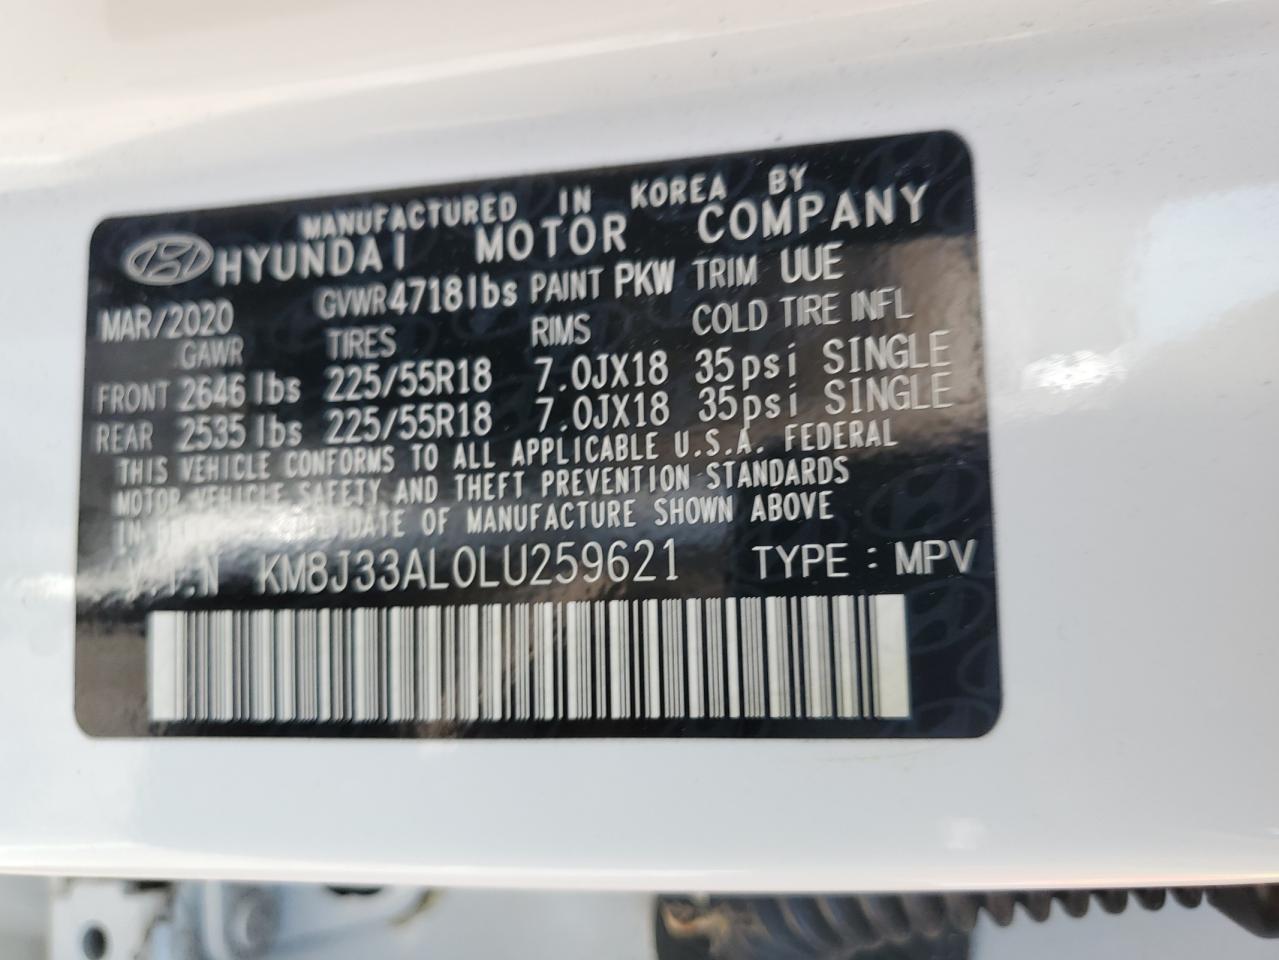 MANUFACTURED IN KOREA BY
HYUNDAI MOTOR COMPANY
MAR/2020 GVWR 4718lbs PAINT PKW TRIM UUE
GAWR TIRES RIMS COLD TIRE INFL
FRONT 2646 lbs 225/55R18 7.0JX18 35psi SINGLE
REAR 2535 lbs 225/55R18 7.0JX18 35psi SINGLE
THIS VEHICLE CONFORMS TO ALL APPLICABLE U.S.A. FEDERAL
MOTOR VEHICLE SAFETY AND THEFT PREVENTION STANDARDS
IN DATE OF MANUFACTURE SHOWN ABOVE
V.I.N KM8J33AL0LU259621 TYPE : MPV